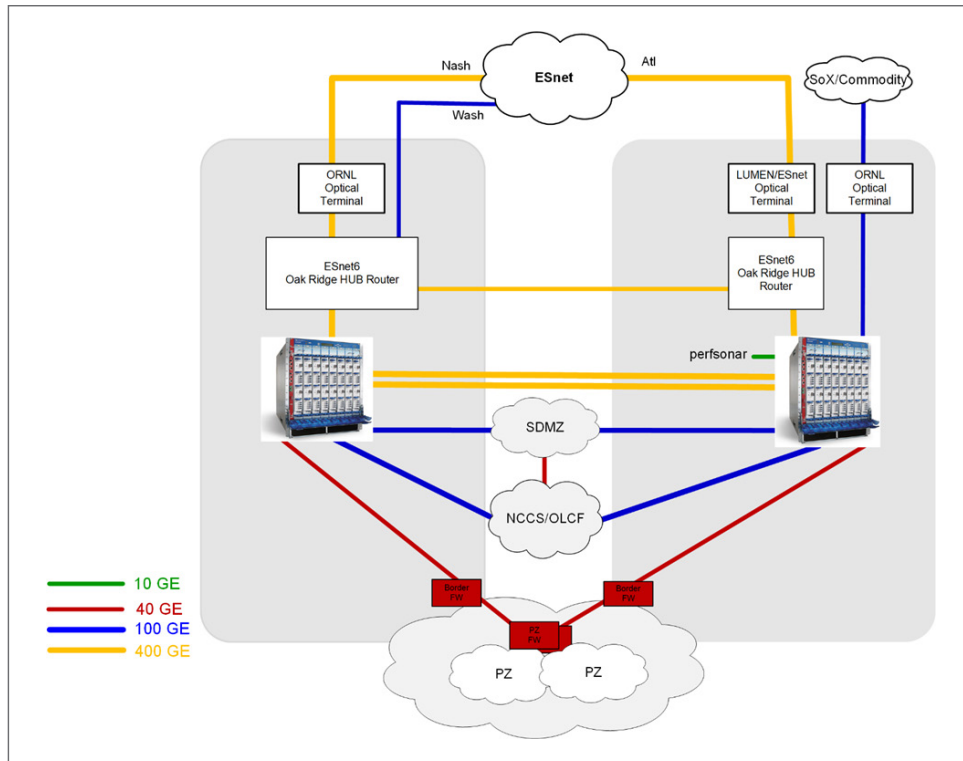 Nash
ESnet
Atl
SoX/Commodity
Wash
ORNL
Optical
Terminal
LUMEN/ESnet
Optical
Terminal
ORNL
Optical
Terminal
ESnet6
Oak Ridge HUB Router
ESnet6
Oak Ridge HUB
Router
perfsonar
SDMZ
NCCS/OLCF
10 GE
40 GE
100 GE
400 GE
Border
FW
Border
FW
PZ
FW
PZ
PZ